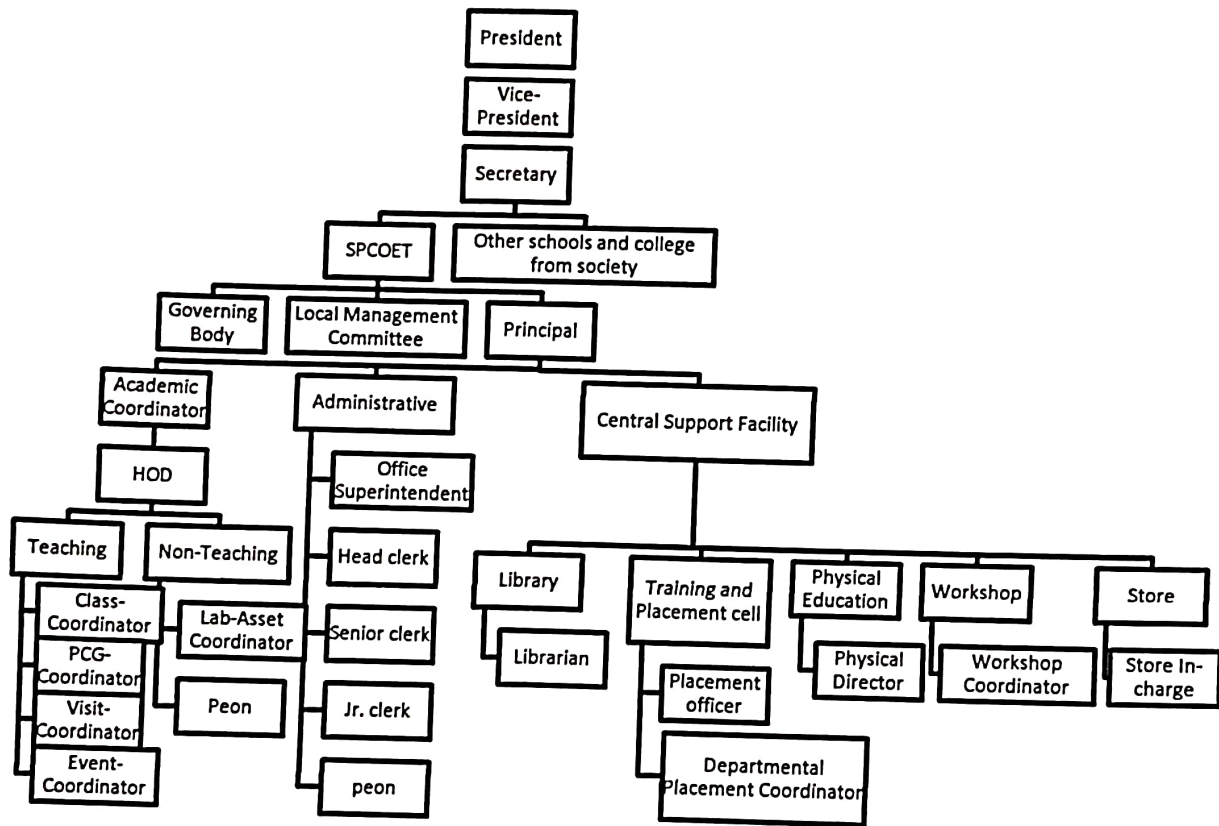 President
Vice-
President
Secretary
SPCOET
Other schools and college
from society
Governing
Body
Local Management
Committee
Principal
Academic
Coordinator
Administrative
Central Support Facility
HOD
Office
Superintendent
Teaching
Non-Teaching
Head clerk
Library
Training and
Placement cell
Physical
Education
Workshop
Store
Class-
Coordinator
Lab-Asset
Coordinator
Senior clerk
Librarian
Physical
Director
Workshop
Coordinator
Store In-
charge
PCG-
Coordinator
Peon
Jr. clerk
Placement
officer
Visit-
Coordinator
Event-
Coordinator
peon
Departmental
Placement Coordinator